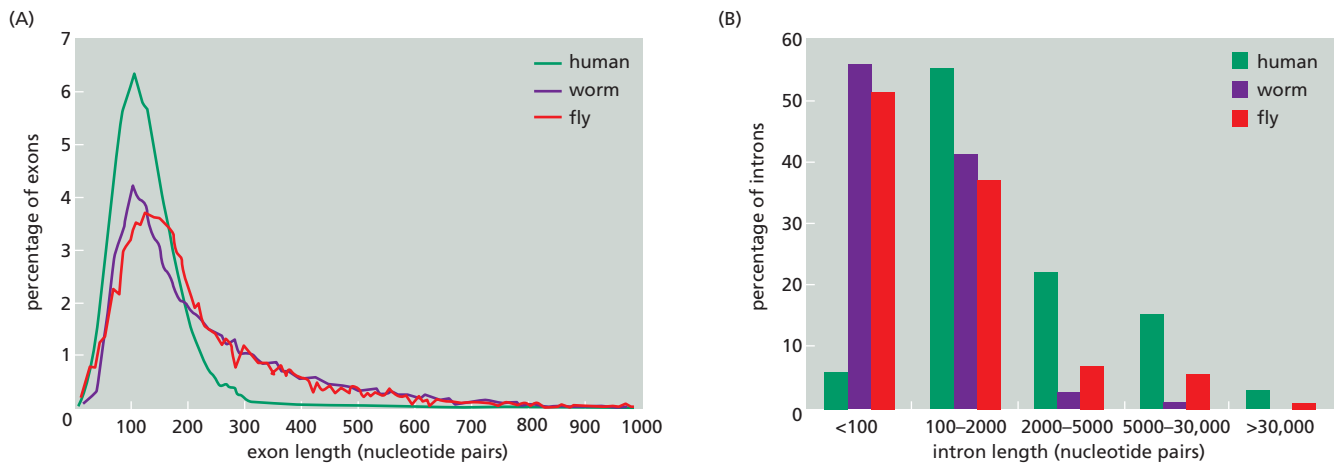 (A)
7
6
5
4
3
2
1
0
percentage of exons
human
worm
fly
100 200 300 400 500 600 700 800 900 1000
exon length (nucleotide pairs)
(B)
60
50
40
30
20
10
0
percentage of introns
human
worm
fly
<100 100–2000 2000–5000 5000–30,000 >30,000
intron length (nucleotide pairs)